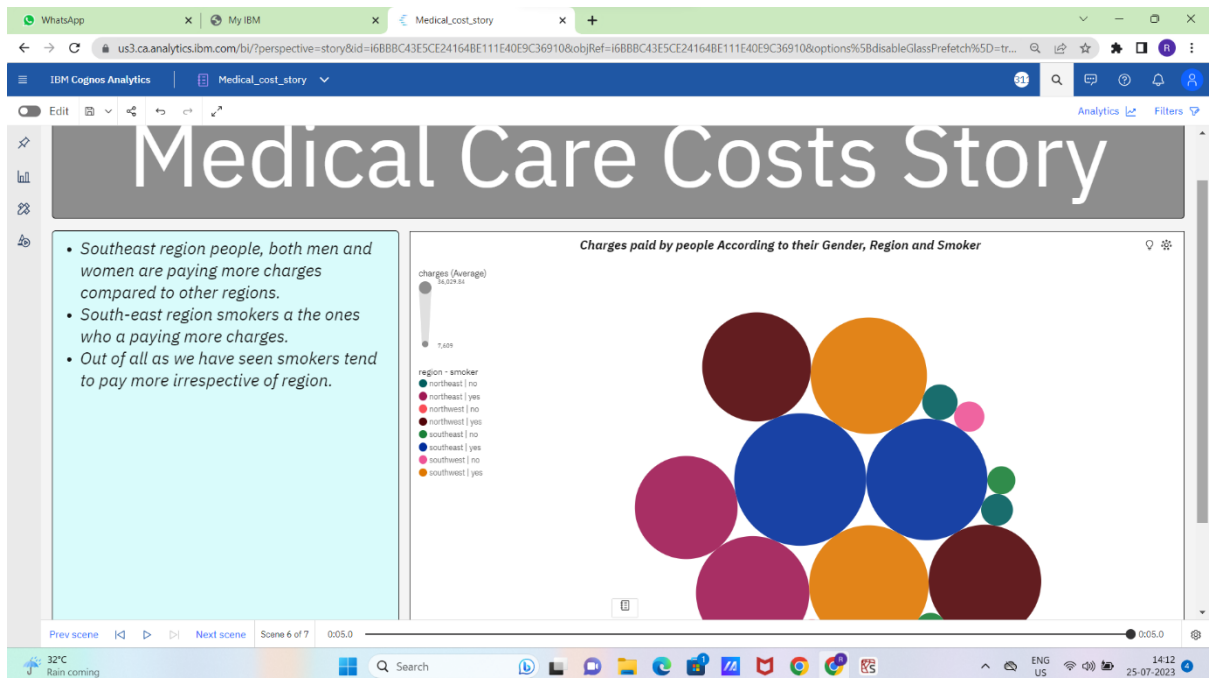 WhatsApp
My IBM
Medical_cost_story
us3.ca.analytics.ibm.com/bi/?perspective=story&id=i6BBBC43E5CE24164BE111E40E9C36910&objRef=i6BBBC43E5CE24164BE111E40E9C36910&options%5BdisableGlassPrefetch%5D=tr...
R
IBM Cognos Analytics
Medical_cost_story
Edit
Analytics
Filters
Medical Care Costs Story
• Southeast region people, both men and
women are paying more charges
compared to other regions.
• South-east region smokers a the ones
who a paying more charges.
• Out of all as we have seen smokers tend
to pay more irrespective of region.
Charges paid by people According to their Gender, Region and Smoker
charges (Average)
36,029.84
7,609
region - smoker
northeast | no
northeast | yes
northwest | no
northwest | yes
southeast | no
southeast | yes
southwest | no
southwest | yes
Prev scene
Next scene
Scene 6 of 7
0:05.0
0:05.0
32°C
Rain coming
Search
ENG
US
14:12
25-07-2023